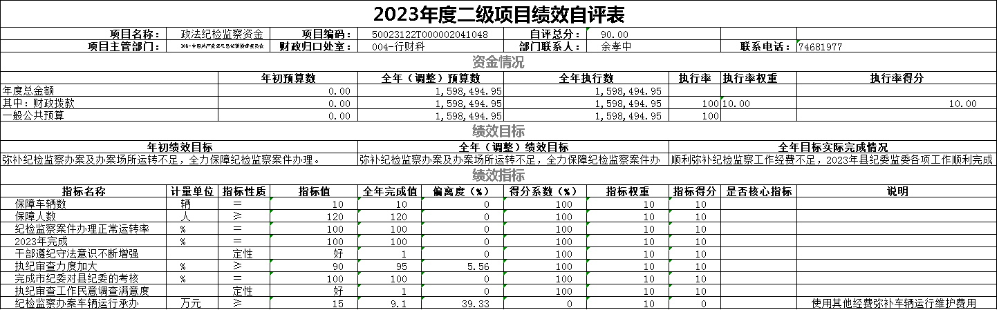 2023年度二级项目绩效自评表
项目名称： 政法纪检监察资金 项目编码： 50023122T000002041048 自评总分： 90.00
项目主管部门： 财政归口处室： 004-行财科 部门联系人： 余孝中 联系电话： 74681977
资金情况
年初预算数 全年（调整）预算数 全年执行数 执行率 执行率权重 执行率得分
年度总金额 0.00 1,598,494.95 1,598,494.95
其中：财政拨款 0.00 1,598,494.95 1,598,494.95 100 10.00 10.00
一般公共预算 0.00 1,598,494.95 1,598,494.95 100
绩效目标
年初绩效目标 全年（调整）绩效目标 全年目标实际完成情况
弥补纪检监察办案及办案场所运转不足，全力保障纪检监察案件办理。 弥补纪检监察办案及办案场所运转不足，全力保障纪检监察案件办 顺利弥补纪检监察工作经费不足，2023年县纪委监委各项工作顺利完成
绩效指标
指标名称 计量单位 指标性质 指标值 全年完成值 偏离度（%） 得分系数（%） 指标权重 指标得分 是否核心指标 说明
保障车辆数 辆 ＝ 10 10 0 100 10 10
保障人数 人 ≥ 120 120 0 100 10 10
纪检监察案件办理正常运转率 % ＝ 100 100 0 100 10 10
2023年完成 % ＝ 100 100 0 100 10 10
干部遵纪守法意识不断增强 定性 好 1 0 100 10 10
执纪审查力度加大 % ≥ 90 95 5.56 100 10 10
完成市纪委对县纪委的考核 % ＝ 100 100 0 100 10 10
执纪审查工作民意调查满意度 定性 好 1 0 100 10 10
纪检监察办案车辆运行承办 万元 ≥ 15 9.1 39.33 0 10 0 使用其他经费弥补车辆运行维护费用